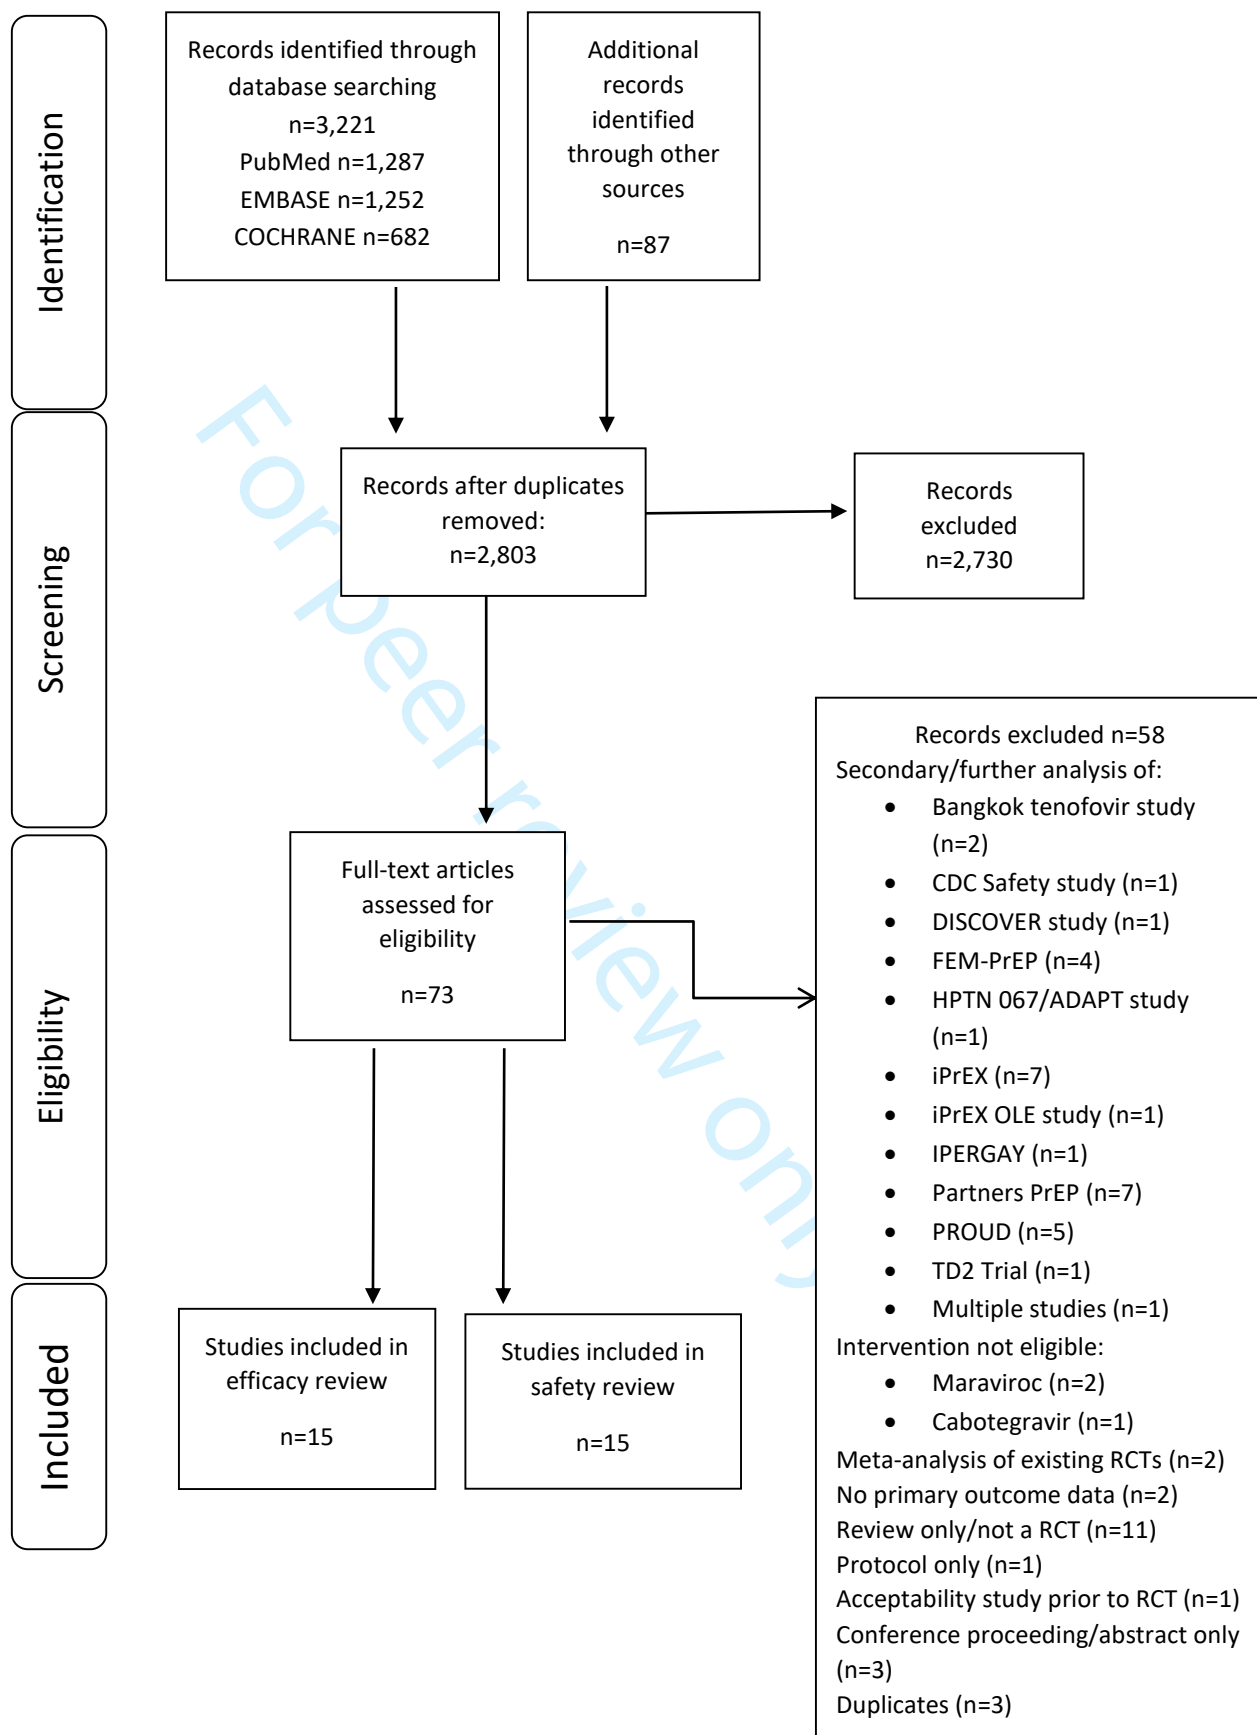 Identification
Records identified through
database searching
n=3,221
PubMed n=1,287
EMBASE n=1,252
COCHRANE n=682
Additional
records
identified
through other
sources
n=87
Screening
Records after duplicates
removed:
n=2,803
Records
excluded
n=2,730
For peer review only
Eligibility
Full-text articles
assessed for
eligibility
n=73
Records excluded n=58
Secondary/further analysis of:
• Bangkok tenofovir study
(n=2)
• CDC Safety study (n=1)
• DISCOVER study (n=1)
• FEM-PrEP (n=4)
• HPTN 067/ADAPT study
(n=1)
• iPrEX (n=7)
• iPrEX OLE study (n=1)
• IPERGAY (n=1)
• Partners PrEP (n=7)
• PROUD (n=5)
• TD2 Trial (n=1)
• Multiple studies (n=1)
Intervention not eligible:
• Maraviroc (n=2)
• Cabotegravir (n=1)
Meta-analysis of existing RCTs (n=2)
No primary outcome data (n=2)
Review only/not a RCT (n=11)
Protocol only (n=1)
Acceptability study prior to RCT (n=1)
Conference proceeding/abstract only
(n=3)
Duplicates (n=3)
Included
Studies included in
efficacy review
n=15
Studies included in
safety review
n=15